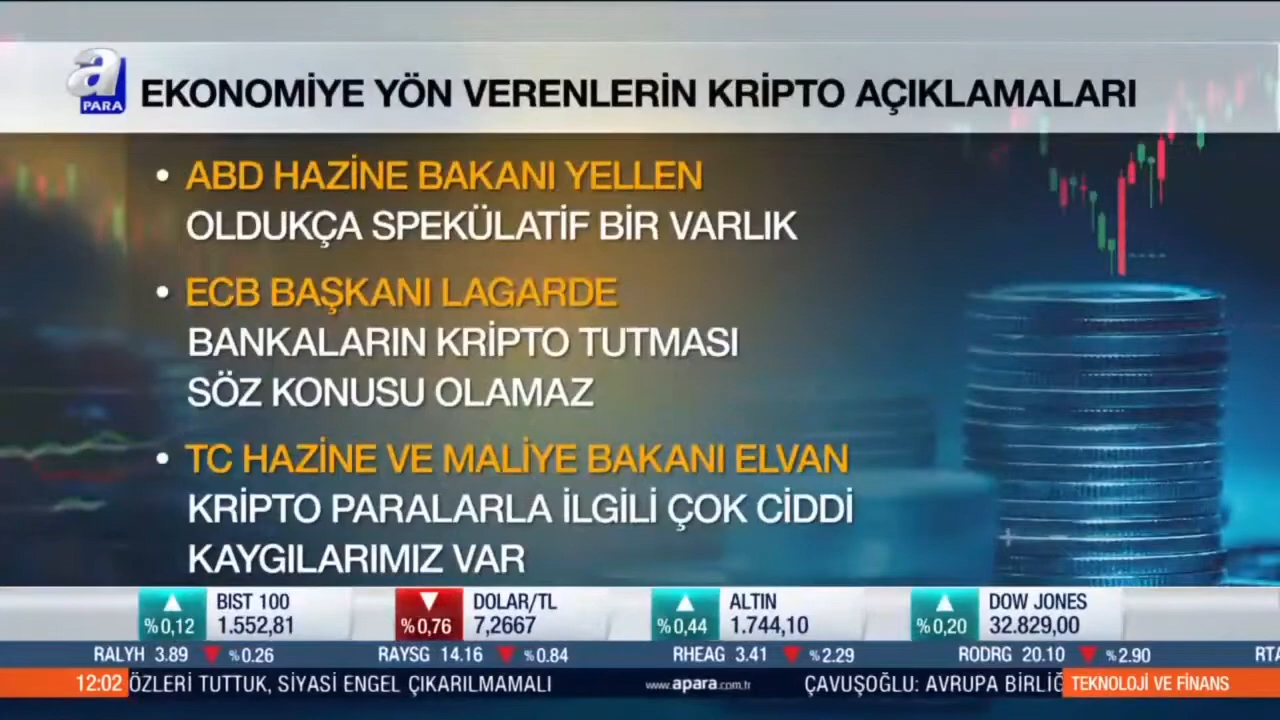 a
PARA
EKONOMİYE YÖN VERENLERİN KRİPTO AÇIKLAMALARI
• ABD HAZİNE BAKANI YELLEN
OLDUKÇA SPEKÜLATİF BİR VARLIK
• ECB BAŞKANI LAGARDE
BANKALARIN KRİPTO TUTMASI
SÖZ KONUSU OLAMAZ
• TC HAZİNE VE MALİYE BAKANI ELVAN
KRİPTO PARALARLA İLGİLİ ÇOK CİDDİ
KAYGILARIMIZ VAR
%0,12 BIST 100 1.552,81
%0,76 DOLAR/TL 7,2667
%0,44 ALTIN 1.744,10
%0,20 DOW JONES 32.829,00
RALYH 3.89 %0.26 RAYSG 14.16 %0.84 RHEAG 3.41 %2.29 RODRG 20.10 %2.90 RTA
12:02 ÖZLERİ TUTTUK, SİYASİ ENGEL ÇIKARILMAMALI www.apara.com.tr ÇAVUŞOĞLU: AVRUPA BİRLİĞ TEKNOLOJİ VE FİNANS